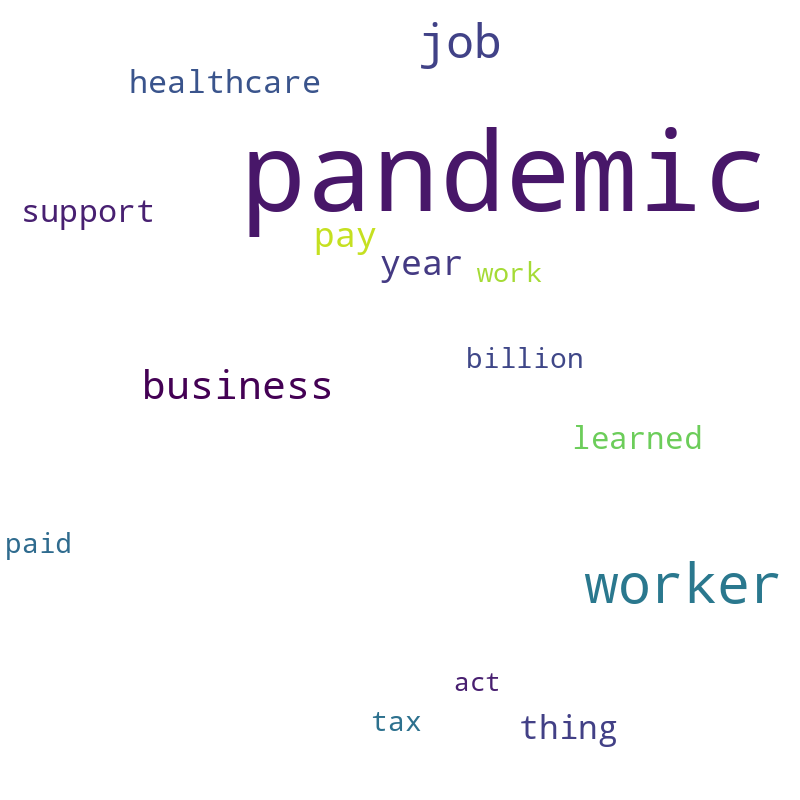 job
healthcare
pandemic
support
pay
year
work
billion
business
learned
paid
worker
act
tax
thing